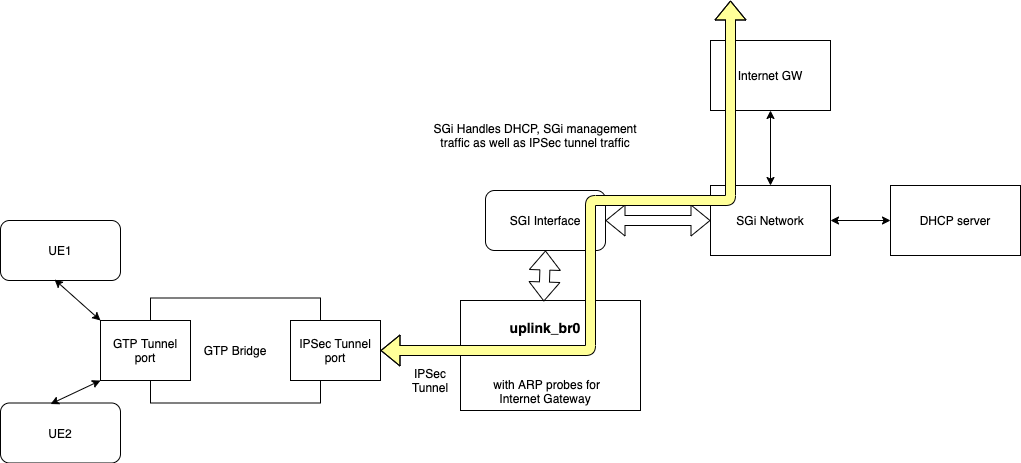 Internet GW
SGi Handles DHCP, SGi management
traffic as well as IPSec tunnel traffic
SGI Interface
SGi Network
DHCP server
UE1
uplink_br0
GTP Tunnel
port
GTP Bridge
IPSec Tunnel
port
IPSec
Tunnel
with ARP probes for
Internet Gateway
UE2